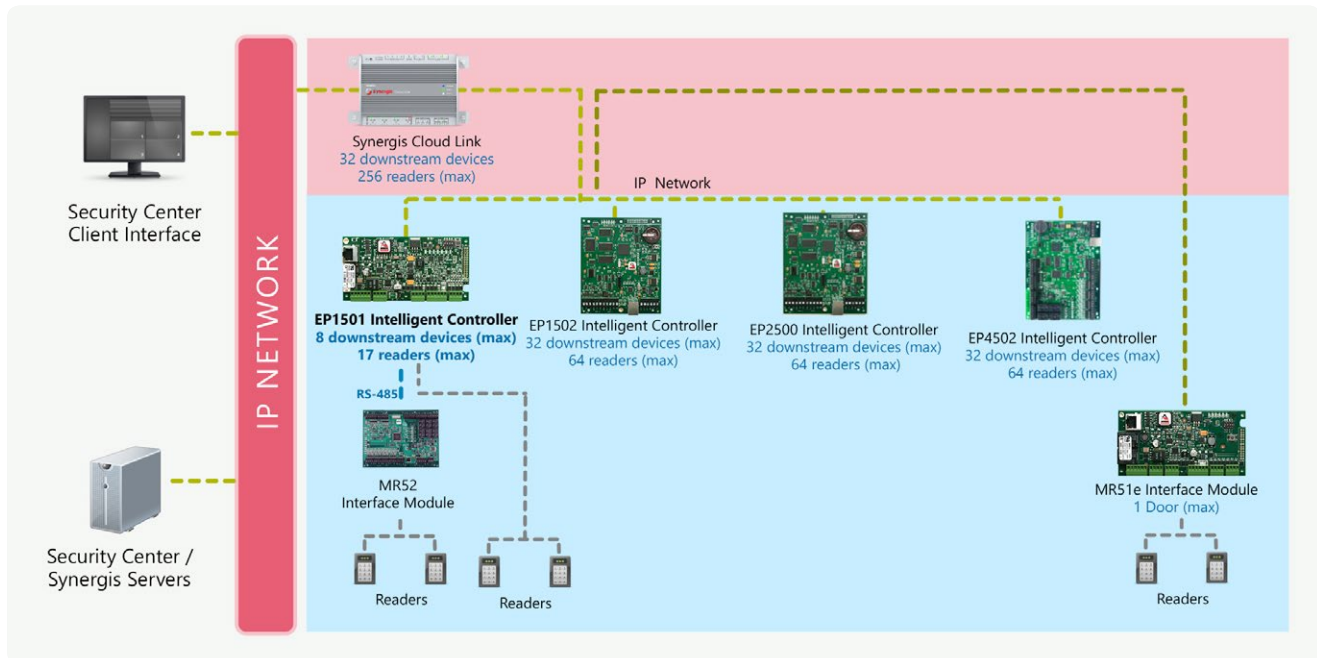 Security Center
Client Interface
Security Center /
Synergis Servers
IP NETWORK
Synergis Cloud Link
32 downstream devices
256 readers (max)
IP Network
EP1501 Intelligent Controller
8 downstream devices (max)
17 readers (max)
EP1502 Intelligent Controller
32 downstream devices (max)
64 readers (max)
EP2500 Intelligent Controller
32 downstream devices (max)
64 readers (max)
EP4502 Intelligent Controller
32 downstream devices (max)
64 readers (max)
RS-485
MR52
Interface Module
Readers
Readers
MR51e Interface Module
1 Door (max)
Readers